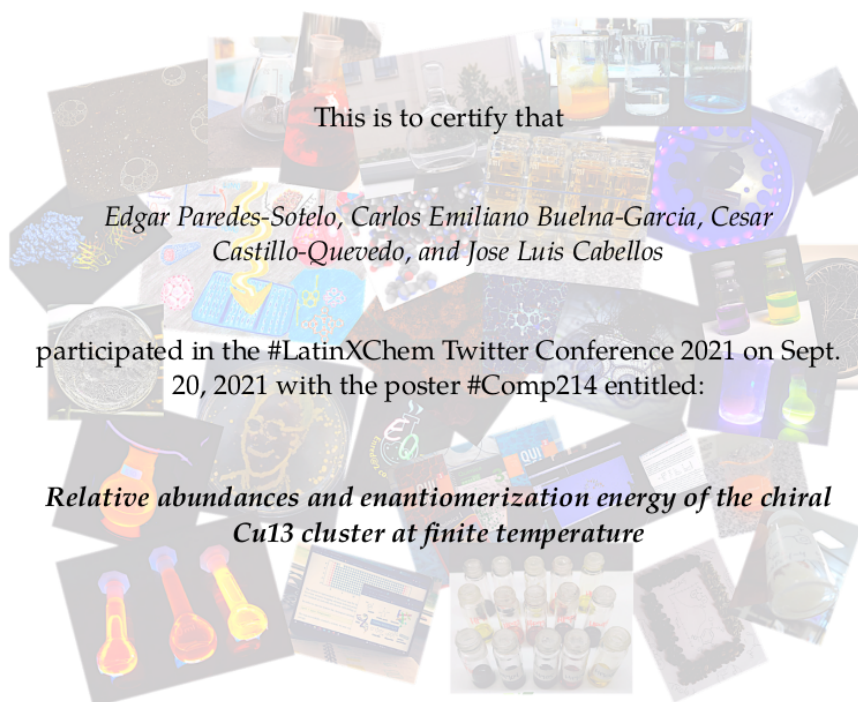 This is to certify that
Edgar Paredes-Sotelo, Carlos Emiliano Buelna-Garcia, Cesar
Castillo-Quevedo, and Jose Luis Cabellos
participated in the #LatinXChem Twitter Conference 2021 on Sept.
20, 2021 with the poster #Comp214 entitled:
Relative abundances and enantiomerization energy of the chiral
Cu13 cluster at finite temperature